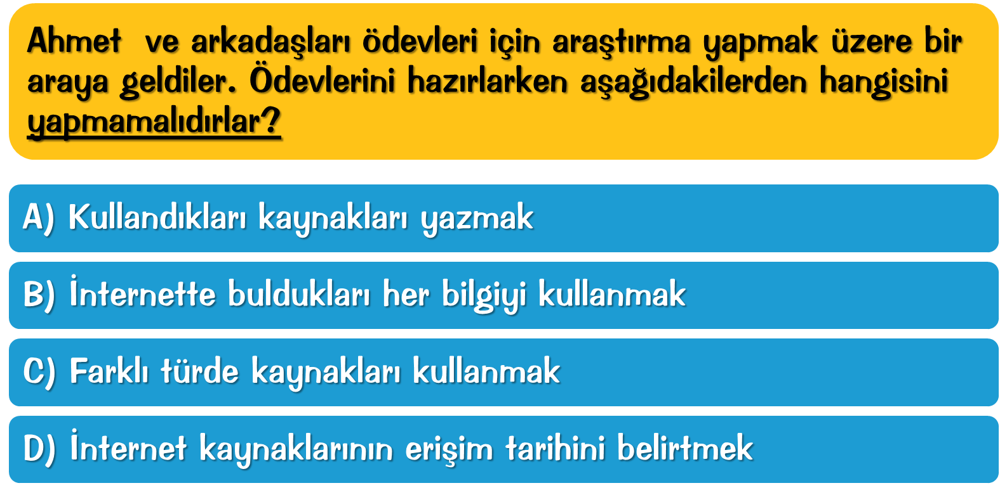 Ahmet ve arkadaşları ödevleri için araştırma yapmak üzere bir
araya geldiler. Ödevlerini hazırlarken aşağıdakilerden hangisini
yapmamalıdırlar?
A) Kullandıkları kaynakları yazmak
B) İnternette buldukları her bilgiyi kullanmak
C) Farklı türde kaynakları kullanmak
D) İnternet kaynaklarının erişim tarihini belirtmek